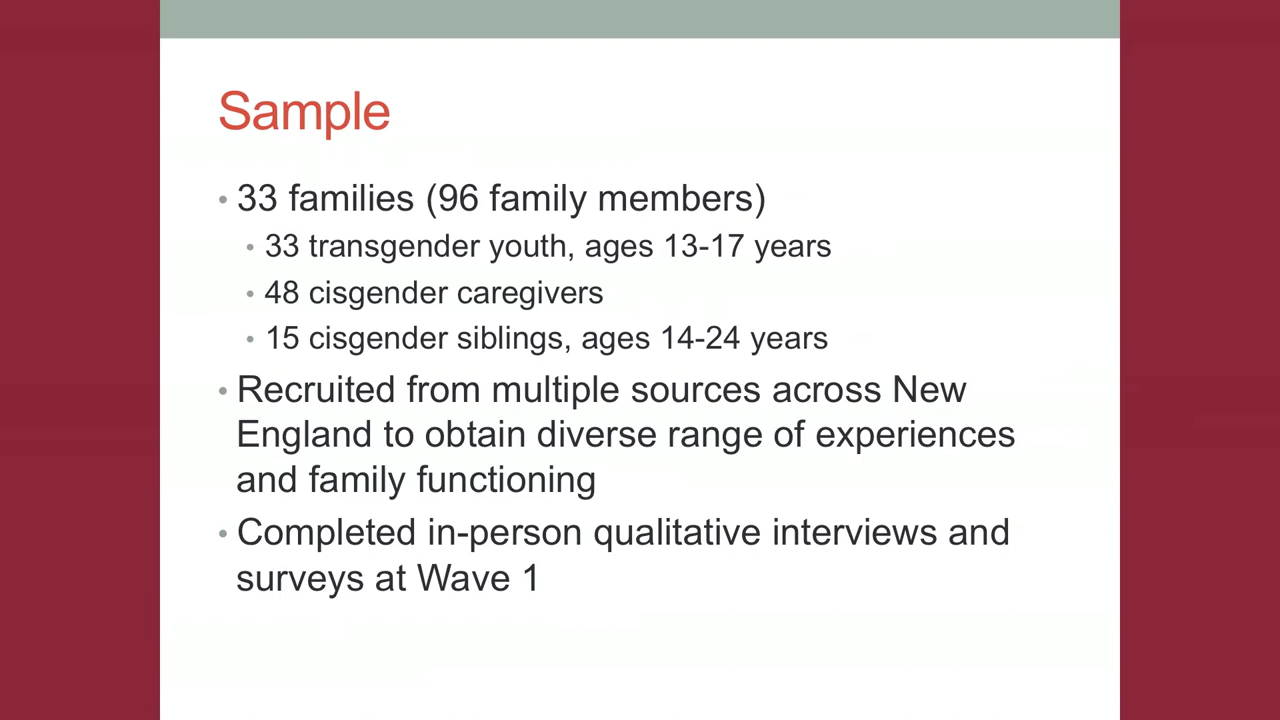 Sample
• 33 families (96 family members)
• 33 transgender youth, ages 13-17 years
• 48 cisgender caregivers
• 15 cisgender siblings, ages 14-24 years
• Recruited from multiple sources across New
England to obtain diverse range of experiences
and family functioning
• Completed in-person qualitative interviews and
surveys at Wave 1